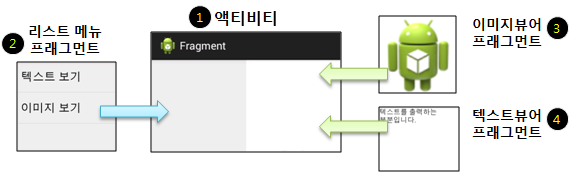 1 액티비티
2 리스트 메뉴
프래그먼트
텍스트 보기
이미지 보기
Fragment
이미지뷰어 3
프래그먼트
텍스트를 출력하는
부분입니다.
텍스트뷰어 4
프래그먼트